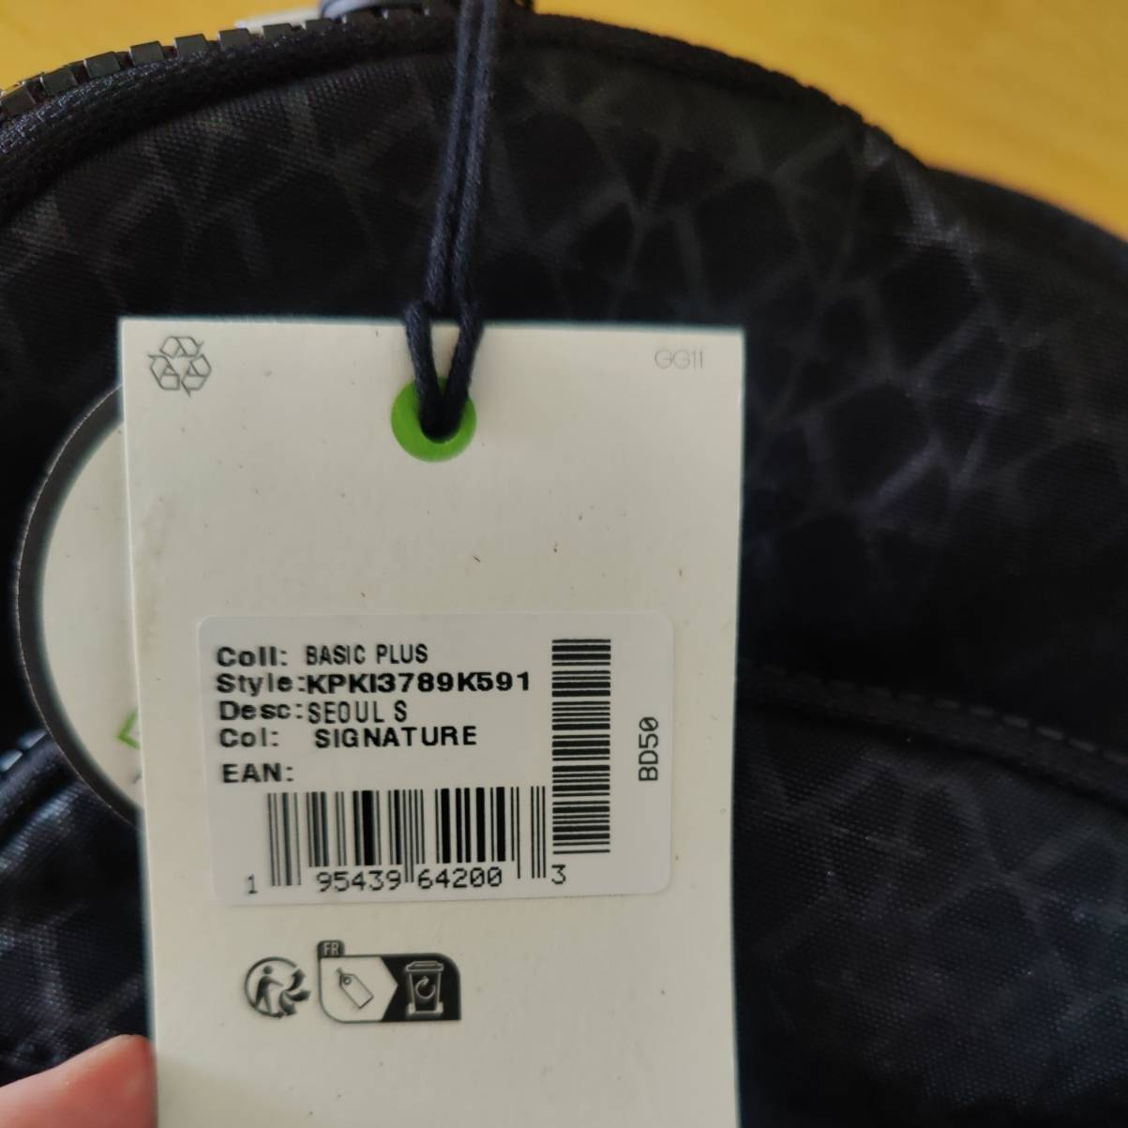 GG11
Coll: BASIC PLUS
Style:KPKI3789K591
Desc:SEOUL S
Col: SIGNATURE
EAN:
1 95439 64200 3
BD50
FR